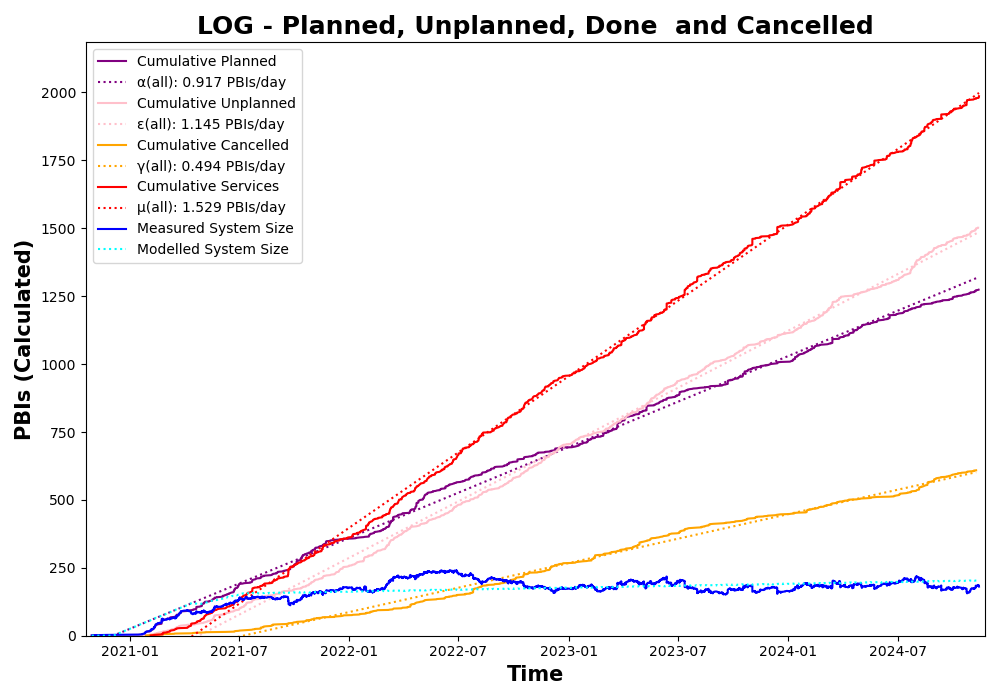 LOG - Planned, Unplanned, Done  and Cancelled
Cumulative Planned
α(all): 0.917 PBIs/day
Cumulative Unplanned
ε(all): 1.145 PBIs/day
Cumulative Cancelled
γ(all): 0.494 PBIs/day
Cumulative Services
μ(all): 1.529 PBIs/day
Measured System Size
Modelled System Size
PBIs (Calculated)
2000
1750
1500
1250
1000
750
500
250
0
2021-01 2021-07 2022-01 2022-07 2023-01 2023-07 2024-01 2024-07
Time